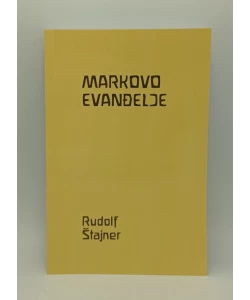 MARKOVO
EVANĐELJE
Rudolf
Štajner